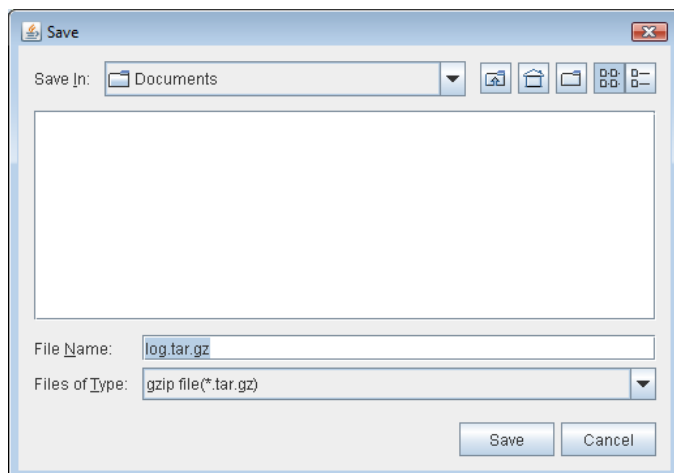 Save
Save In: Documents
File Name: log.tar.gz
Files of Type: gzip file(*.tar.gz)
Save Cancel